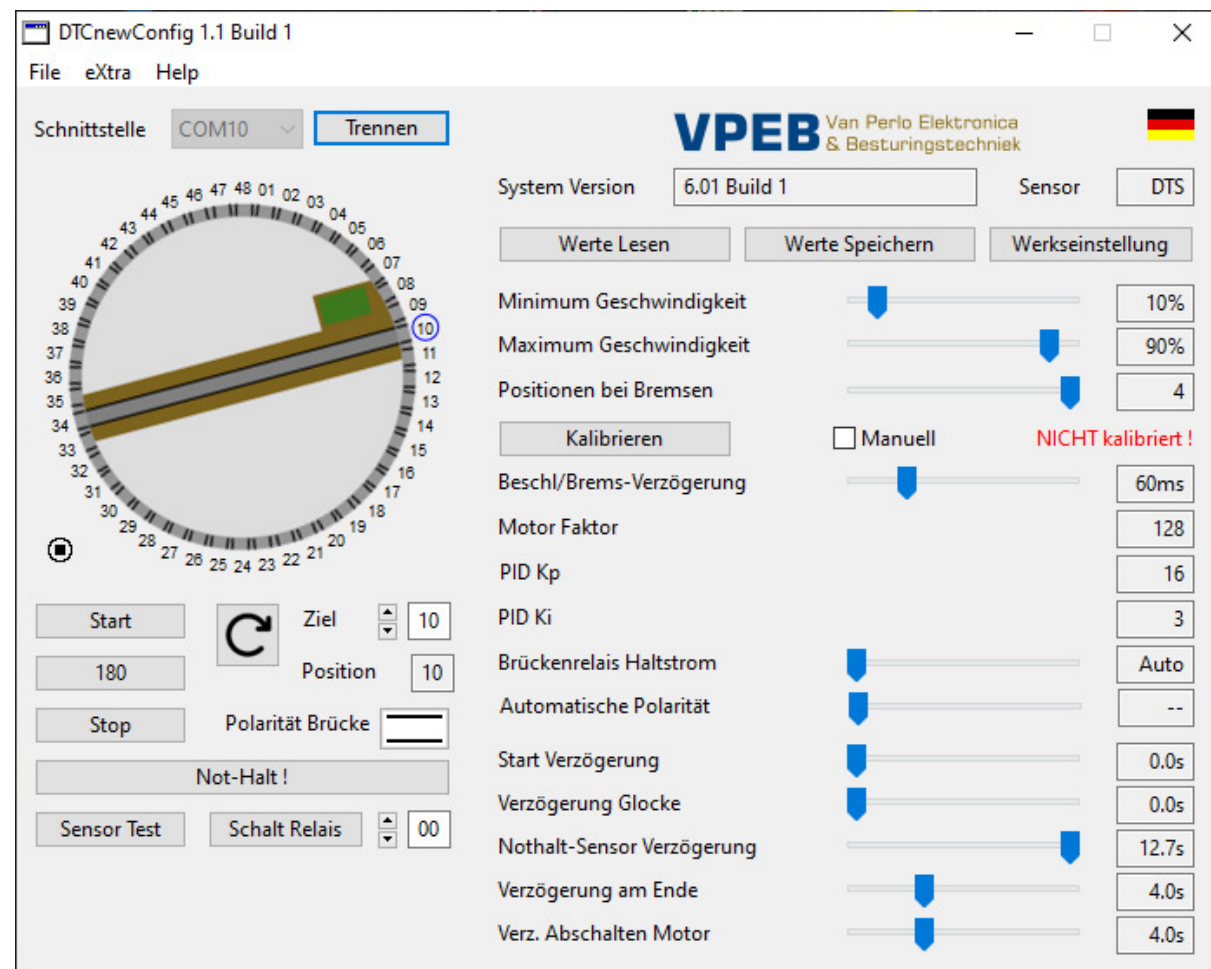 DTCnewConfig 1.1 Build 1
File eXtra Help
Schnittstelle COM10 Trennen
VPEB Van Perlo Elektronica
& Besturingstechniek
System Version 6.01 Build 1 Sensor DTS
Werte Lesen Werte Speichern Werkseinstellung
Minimum Geschwindigkeit 10%
Maximum Geschwindigkeit 90%
Positionen bei Bremsen 4
Kalibrieren Manuell NICHT kalibriert !
Beschl/Brems-Verzögerung 60ms
Motor Faktor 128
PID Kp 16
PID Ki 3
Brückenrelais Haltstrom Auto
Automatische Polarität --
Start Verzögerung 0.0s
Verzögerung Glocke 0.0s
Nothalt-Sensor Verzögerung 12.7s
Verzögerung am Ende 4.0s
Verz. Abschalten Motor 4.0s
01
02
03
04
05
06
07
08
09
10
11
12
13
14
15
16
17
18
19
20
21
22
23
24
25
26
27
28
29
30
31
32
33
34
35
36
37
38
39
40
41
42
43
44
45
46
47
48
Start Ziel 10
180 Position 10
Stop Polarität Brücke
Not-Halt !
Sensor Test Schalt Relais 00